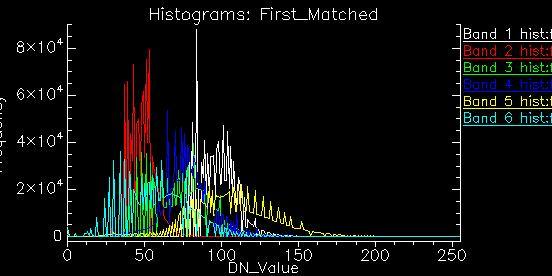 Histograms: First_Matched
8×10⁴
6×10⁴
4×10⁴
2×10⁴
0
0 50 100 150 200 250
DN_Value
Band 1 hist:
Band 2 hist:
Band 3 hist:
Band 4 hist:
Band 5 hist:
Band 6 hist: